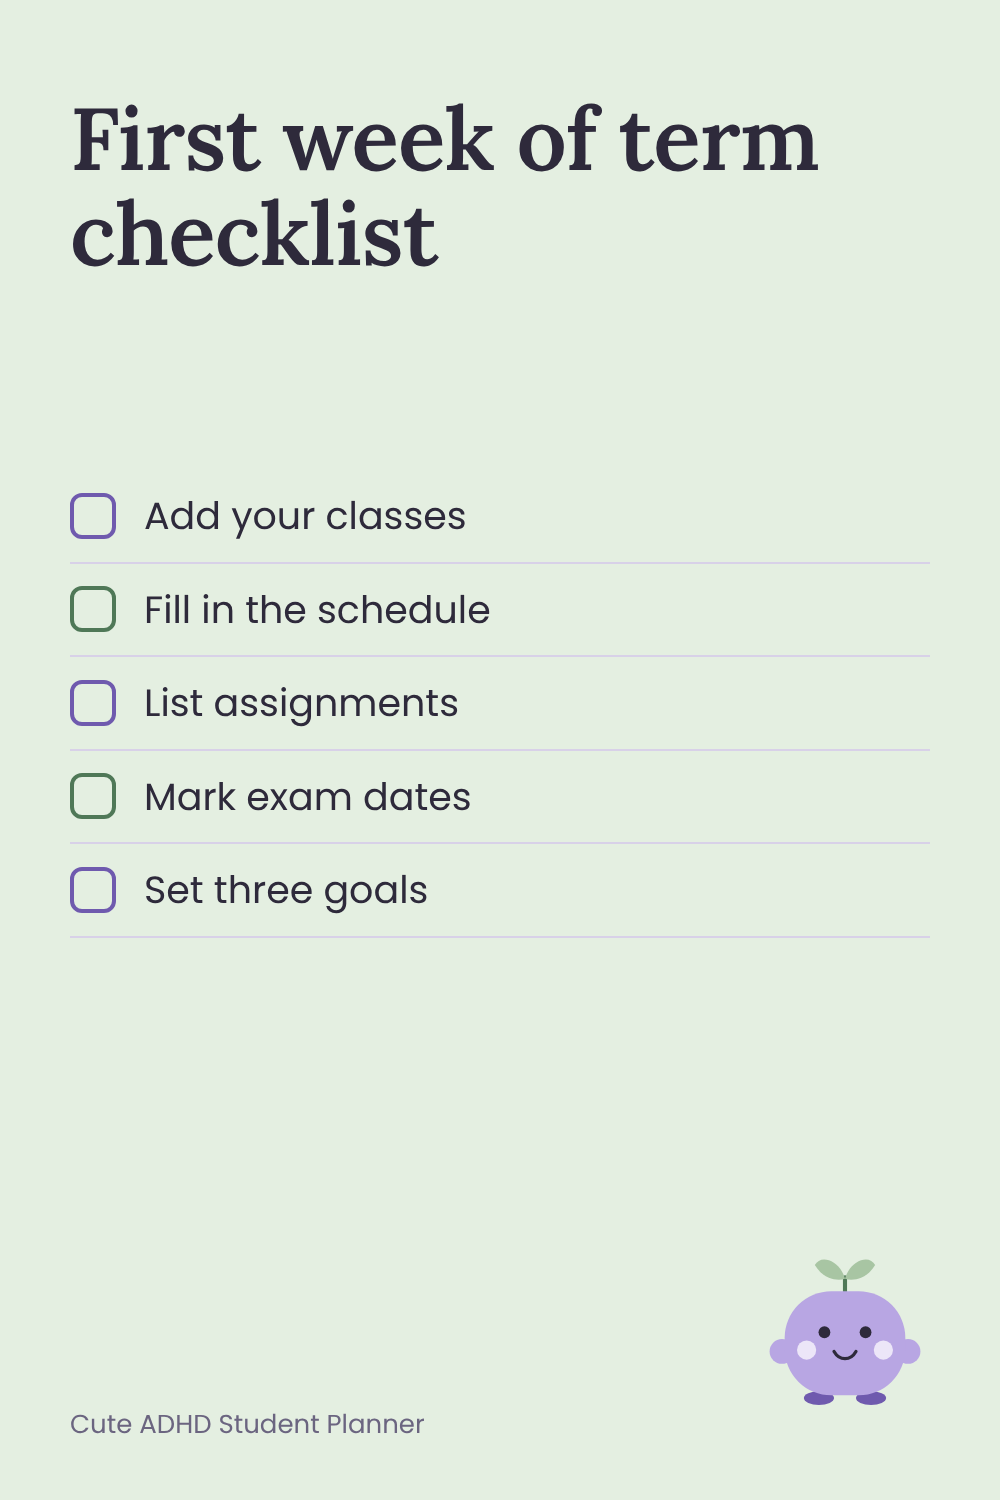 First week of term
checklist
Add your classes
Fill in the schedule
List assignments
Mark exam dates
Set three goals
Cute ADHD Student Planner